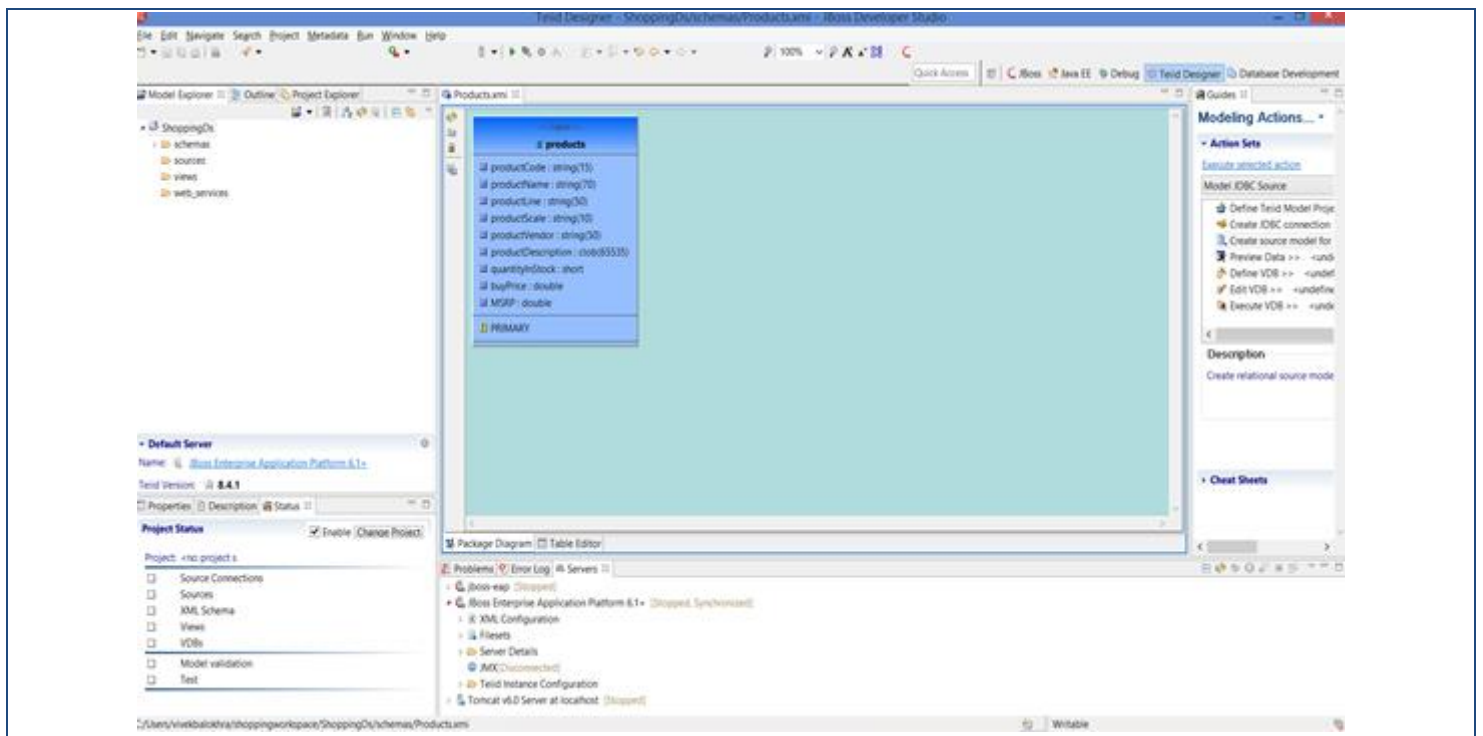 Teiid Designer - ShoppingDs/schemas/Products.xmi - JBoss Developer Studio
File Edit Navigate Search Project Metadata Run Window Help
100%
Quick Access JBoss Java EE Debug Teiid Designer Database Development
Model Explorer Outline Project Explorer
ShoppingDs
schemas
sources
views
web_services
Default Server
Name: JBoss Enterprise Application Platform 6.1+
Teiid Version: 8.4.1
Properties Description Status
Project Status Enable Change Project
Project: <no project>
Source Connections
Sources
XML Schema
Views
VDBs
Model validation
Test
Products.xmi
products
productCode : string(15)
productName : string(70)
productLine : string(50)
productScale : string(10)
productVendor : string(50)
productDescription : clob(65535)
quantityInStock : short
buyPrice : double
MSRP : double
PRIMARY
Package Diagram Table Editor
Problems Error Log Servers
jboss-eap [Stopped]
JBoss Enterprise Application Platform 6.1+ [Stopped, Synchronized]
XML Configuration
Filesets
Server Details
JMX[Disconnected]
Teiid Instance Configuration
Tomcat v6.0 Server at localhost [Stopped]
Guides
Modeling Actions...
Action Sets
Execute selected action
Model JDBC Source
Define Teiid Model Proje
Create JDBC connection
Create source model for
Preview Data >> <und
Define VDB >> <undef
Edit VDB >> <undefine
Execute VDB >> <unde
Description
Create relational source mode
Cheat Sheets
C:/Users/vivekbalokhra/shoppingworkspace/ShoppingDs/schemas/Products.xmi
Writable